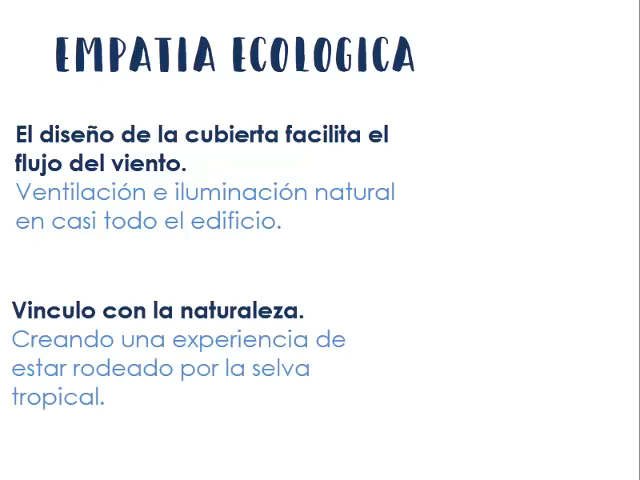 EMPATIA ECOLOGICA
El diseño de la cubierta facilita el
flujo del viento.
Ventilación e iluminación natural
en casi todo el edificio.
Vinculo con la naturaleza.
Creando una experiencia de
estar rodeado por la selva
tropical.